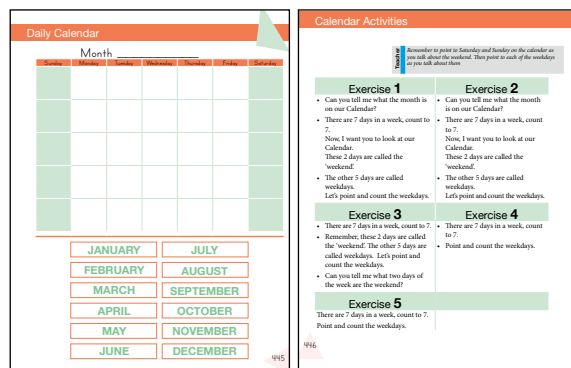 Daily Calendar
Month
Sunday Monday Tuesday Wednesday Thursday Friday Saturday
JANUARY JULY
FEBRUARY AUGUST
MARCH SEPTEMBER
APRIL OCTOBER
MAY NOVEMBER
JUNE DECEMBER
445
Calendar Activities
Teacher
Remember to point to Saturday and Sunday on the calendar as
you talk about the weekend. Then point to each of the weekdays
as you talk about them
Exercise 1
• Can you tell me what the month is
on our Calendar?
• There are 7 days in a week, count to
7.
Now, I want you to look at our
Calendar.
These 2 days are called the
'weekend'.
• The other 5 days are called
weekdays.
Let's point and count the weekdays.
Exercise 2
• Can you tell me what the month
is on our Calendar?
• There are 7 days in a week, count
to 7.
Now, I want you to look at our
Calendar.
These 2 days are called the
'weekend'.
• The other 5 days are called
weekdays.
Let's point and count the weekdays.
Exercise 3
• There are 7 days in a week, count to 7.
• Remember, these 2 days are called
the 'weekend'. The other 5 days are
called weekdays. Let's point and
count the weekdays.
• Can you tell me what two days of
the week are the weekend?
Exercise 4
• There are 7 days in a week, count
to 7.
• Point and count the weekdays.
Exercise 5
There are 7 days in a week, count to 7.
Point and count the weekdays.
446